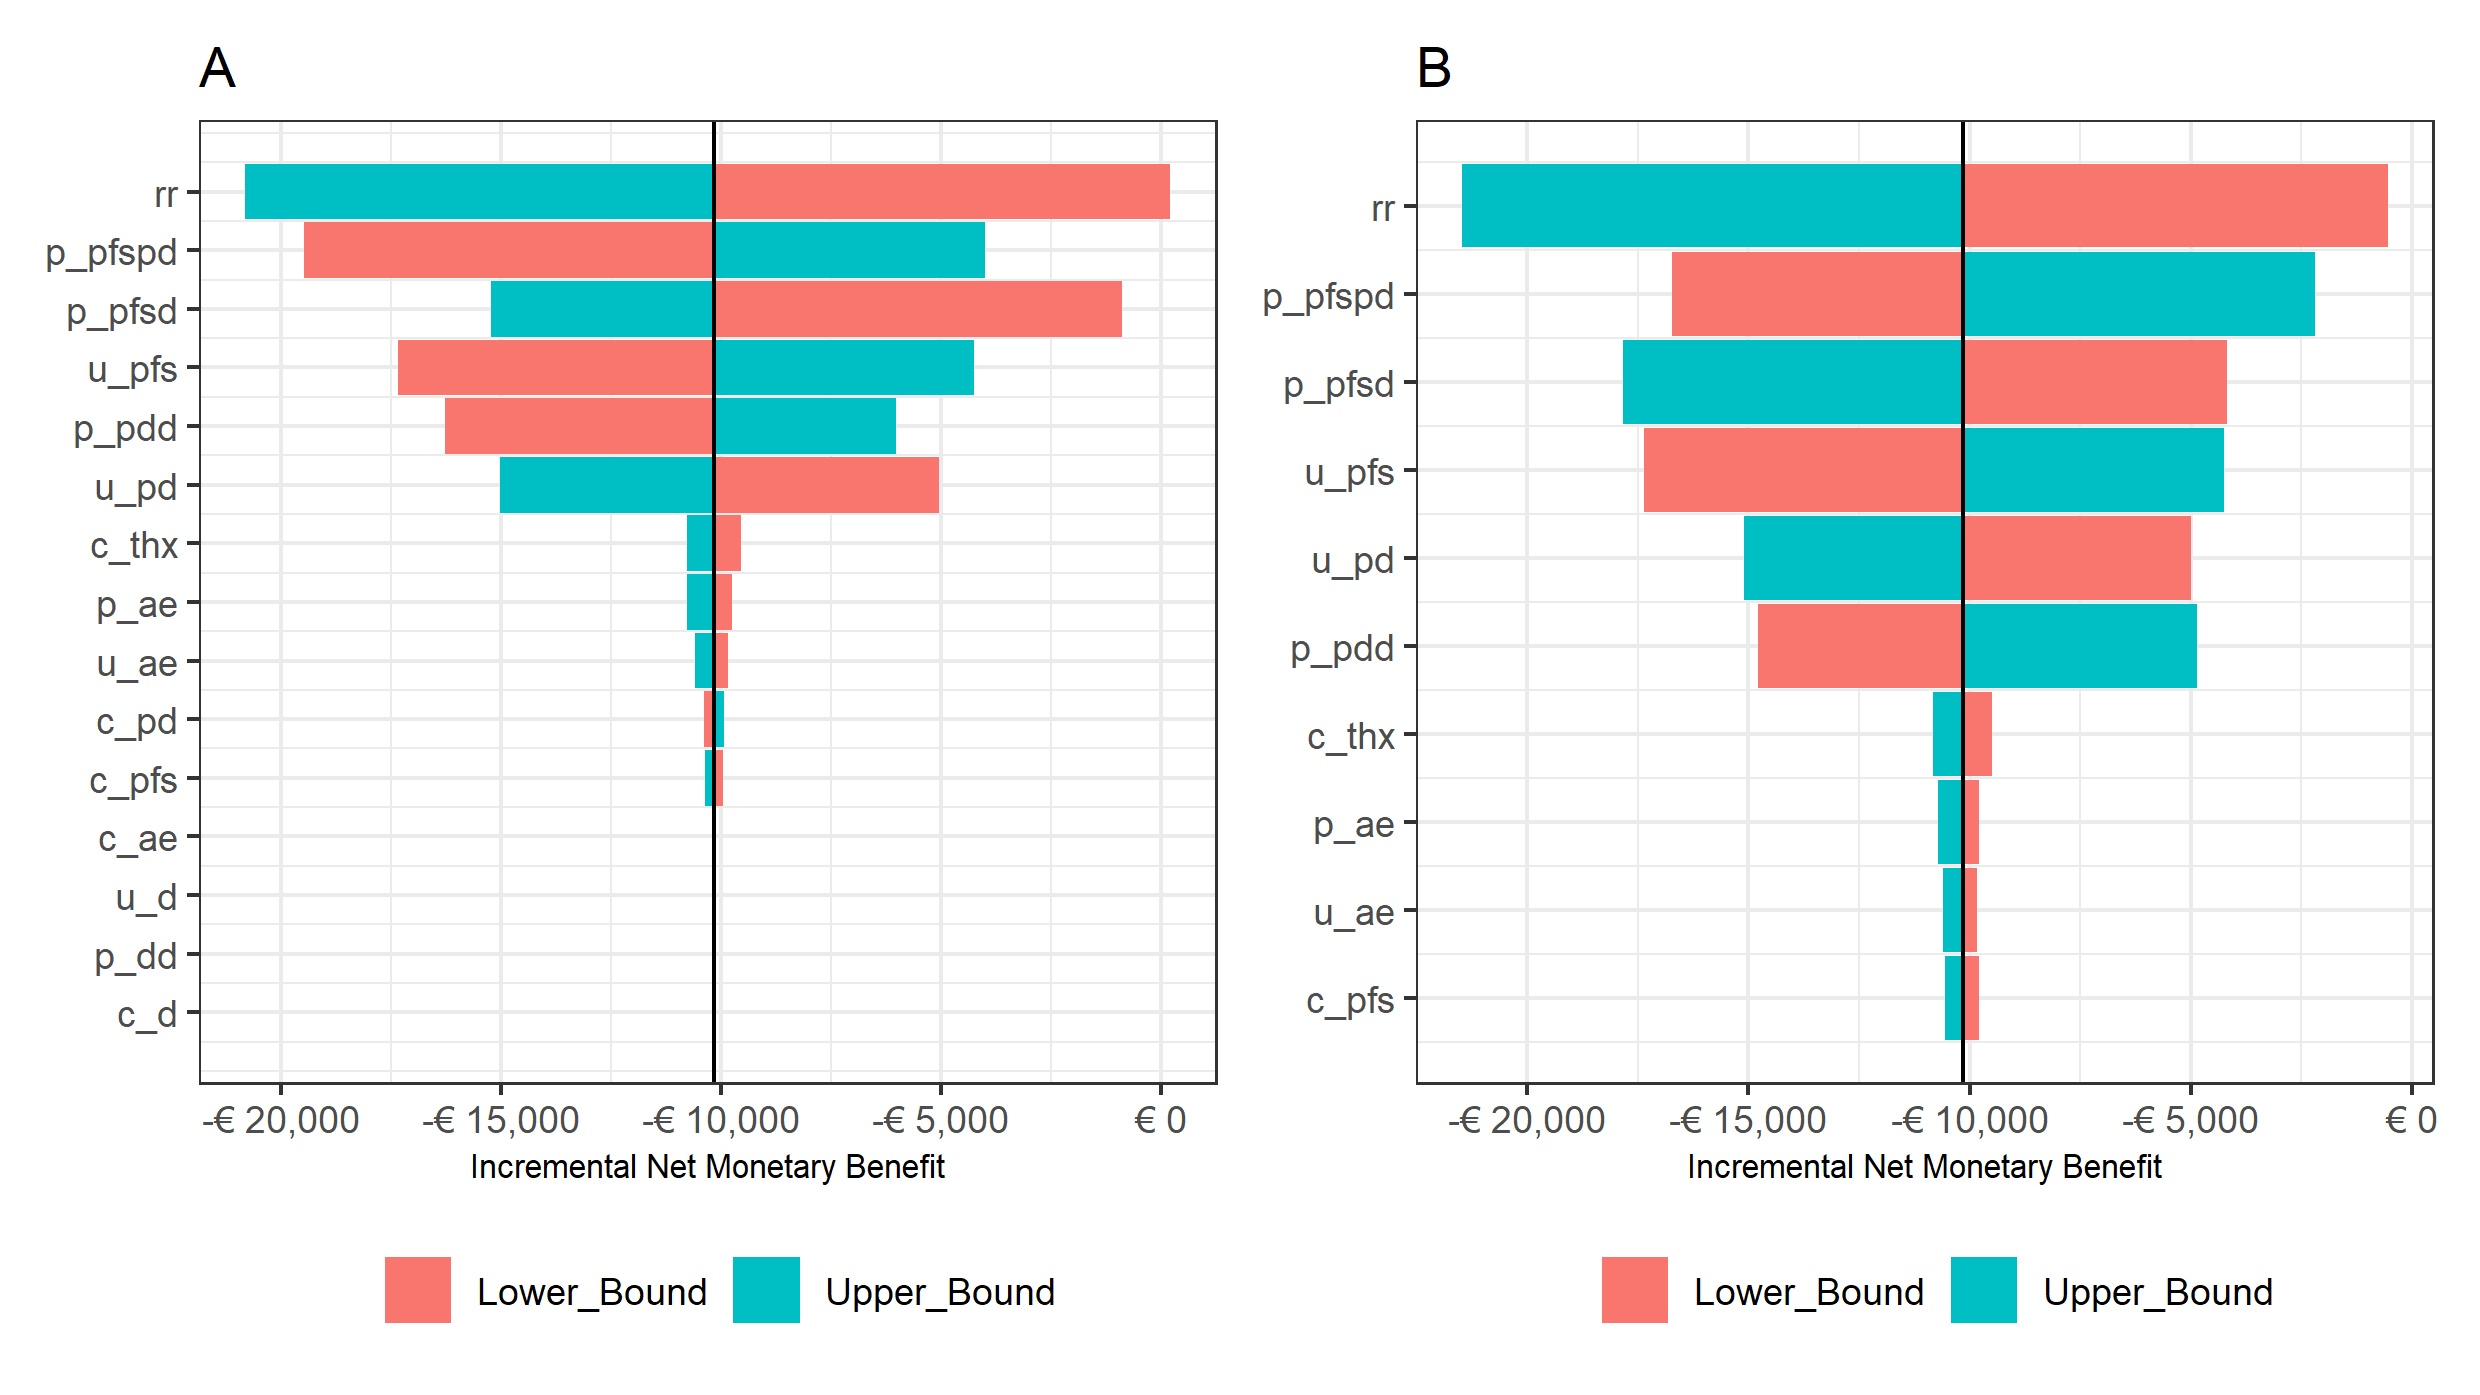 A
rr
p_pfspd
p_pfsd
u_pfs
p_pdd
u_pd
c_thx
p_ae
u_ae
c_pd
c_pfs
c_ae
u_d
p_dd
c_d
-€ 20,000 -€ 15,000 -€ 10,000 -€ 5,000 € 0
Incremental Net Monetary Benefit
Lower_Bound Upper_Bound
B
rr
p_pfspd
p_pfsd
u_pfs
u_pd
p_pdd
c_thx
p_ae
u_ae
c_pfs
-€ 20,000 -€ 15,000 -€ 10,000 -€ 5,000 € 0
Incremental Net Monetary Benefit
Lower_Bound Upper_Bound